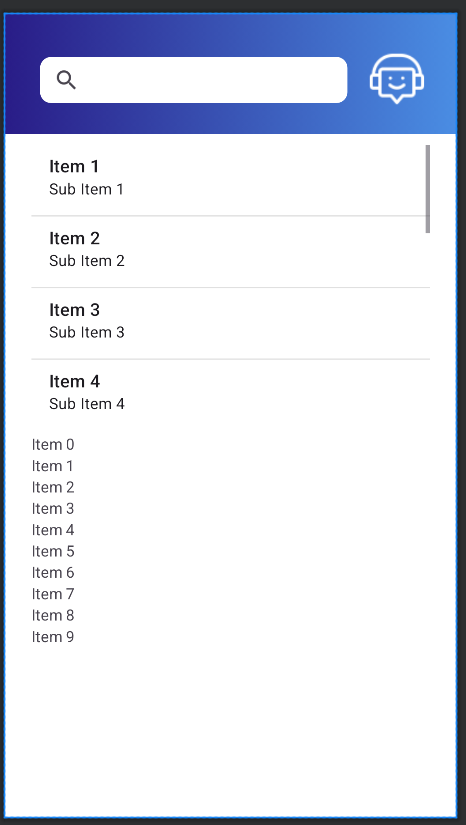 Item 1
Sub Item 1
Item 2
Sub Item 2
Item 3
Sub Item 3
Item 4
Sub Item 4
Item 0
Item 1
Item 2
Item 3
Item 4
Item 5
Item 6
Item 7
Item 8
Item 9